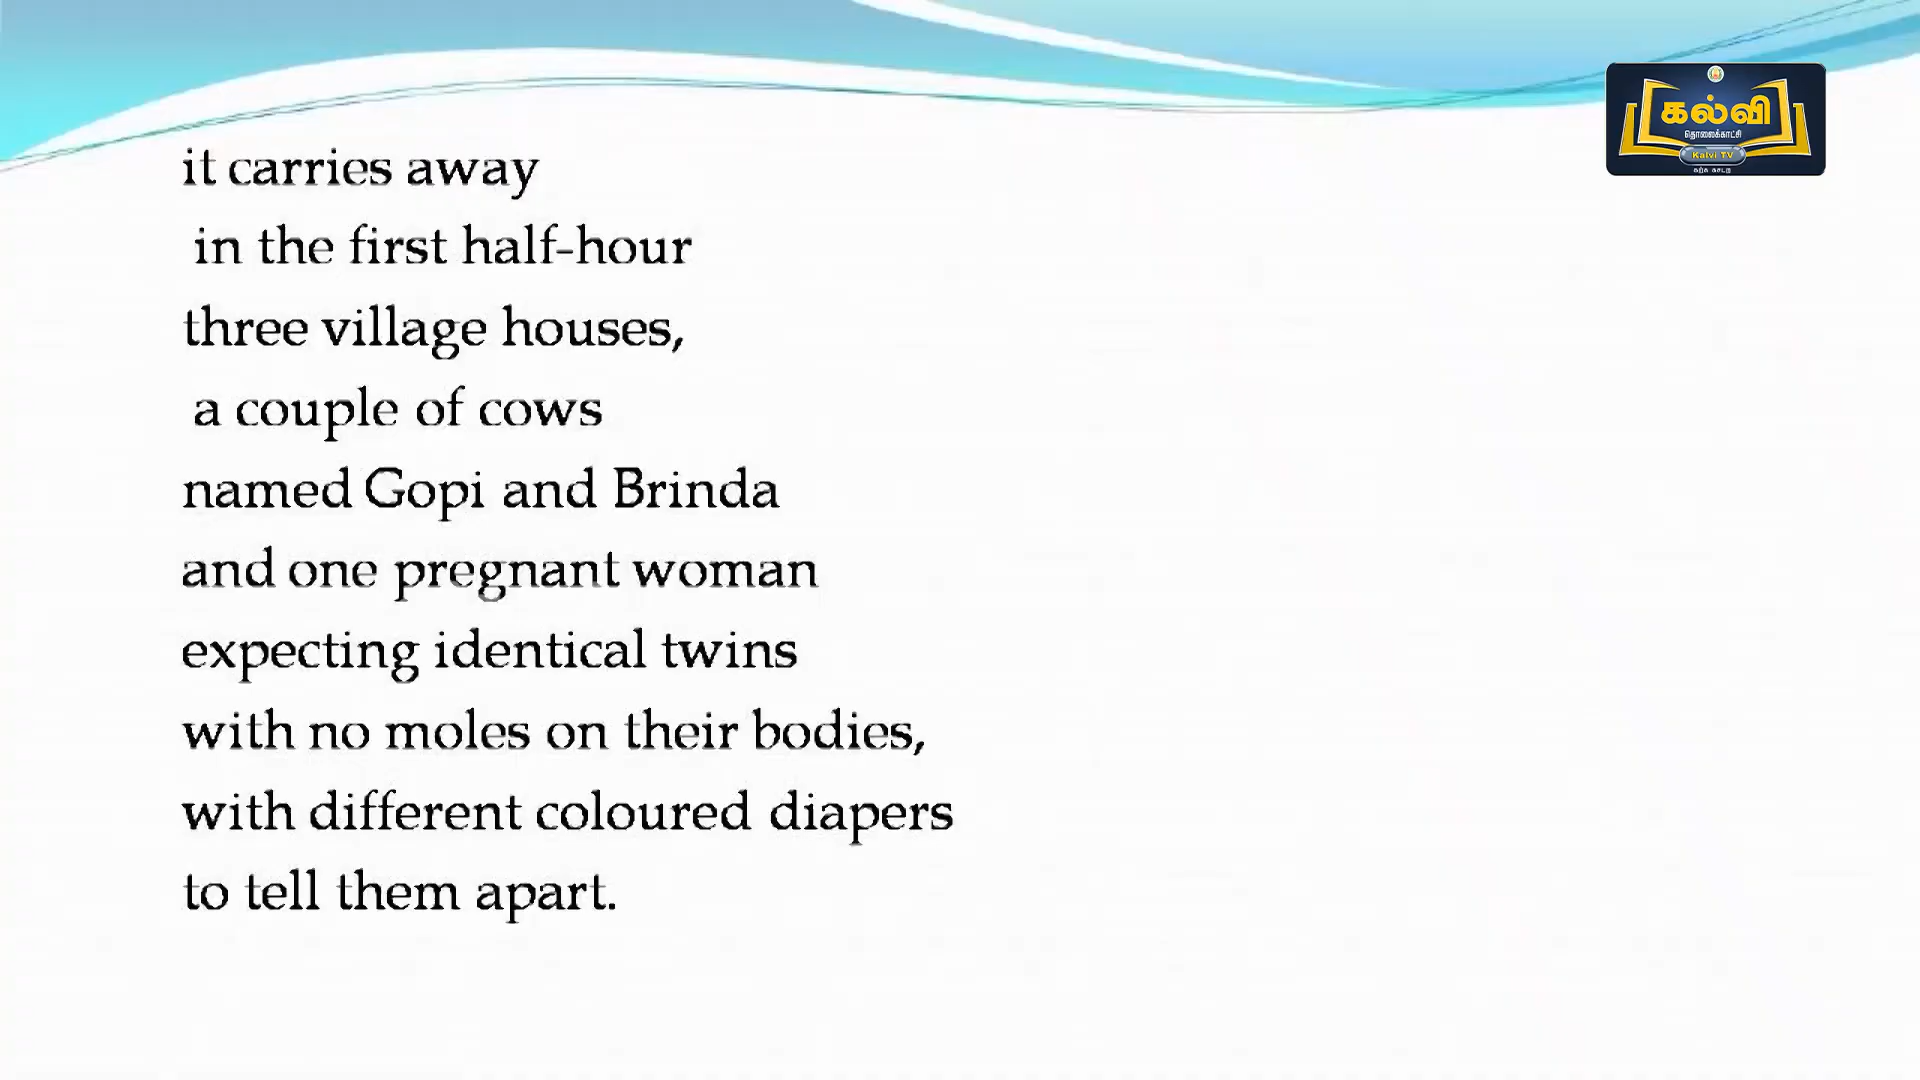 it carries away
in the first half-hour
three village houses,
a couple of cows
named Gopi and Brinda
and one pregnant woman
expecting identical twins
with no moles on their bodies,
with different coloured diapers
to tell them apart.
கல்வி
தொலைக்காட்சி
Kalvi TV
கற்க கசடற